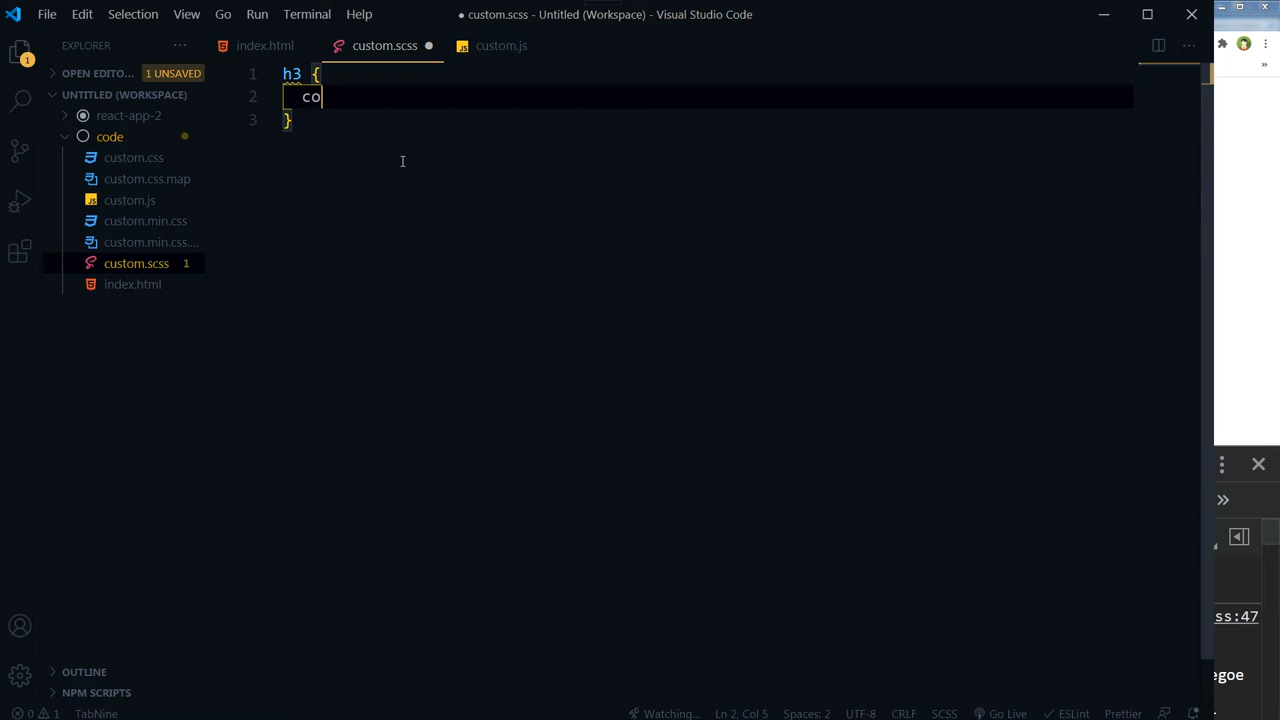 File Edit Selection View Go Run Terminal Help
● custom.scss - Untitled (Workspace) - Visual Studio Code
EXPLORER ···
index.html
custom.scss
JS custom.js
OPEN EDITO... 1 UNSAVED
UNTITLED (WORKSPACE)
react-app-2
code
custom.css
custom.css.map
JS custom.js
custom.min.css
custom.min.css....
custom.scss 1
index.html
1 h3 {
2 co
3 }
1
»
»
ss:47
egoe
OUTLINE
NPM SCRIPTS
0 1 TabNine
Watching... Ln 2, Col 5 Spaces: 2 UTF-8 CRLF SCSS Go Live ESLint Prettier